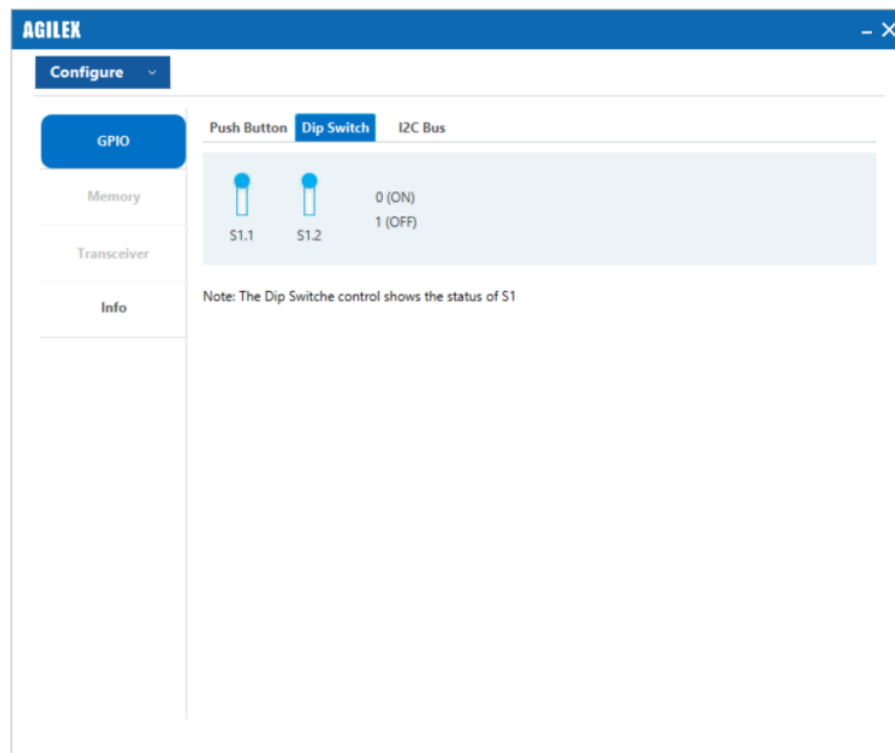 AGILEX
Configure
GPIO
Memory
Transceiver
Info
Push Button Dip Switch I2C Bus
S1.1 S1.2
0 (ON)
1 (OFF)
Note: The Dip Switche control shows the status of S1